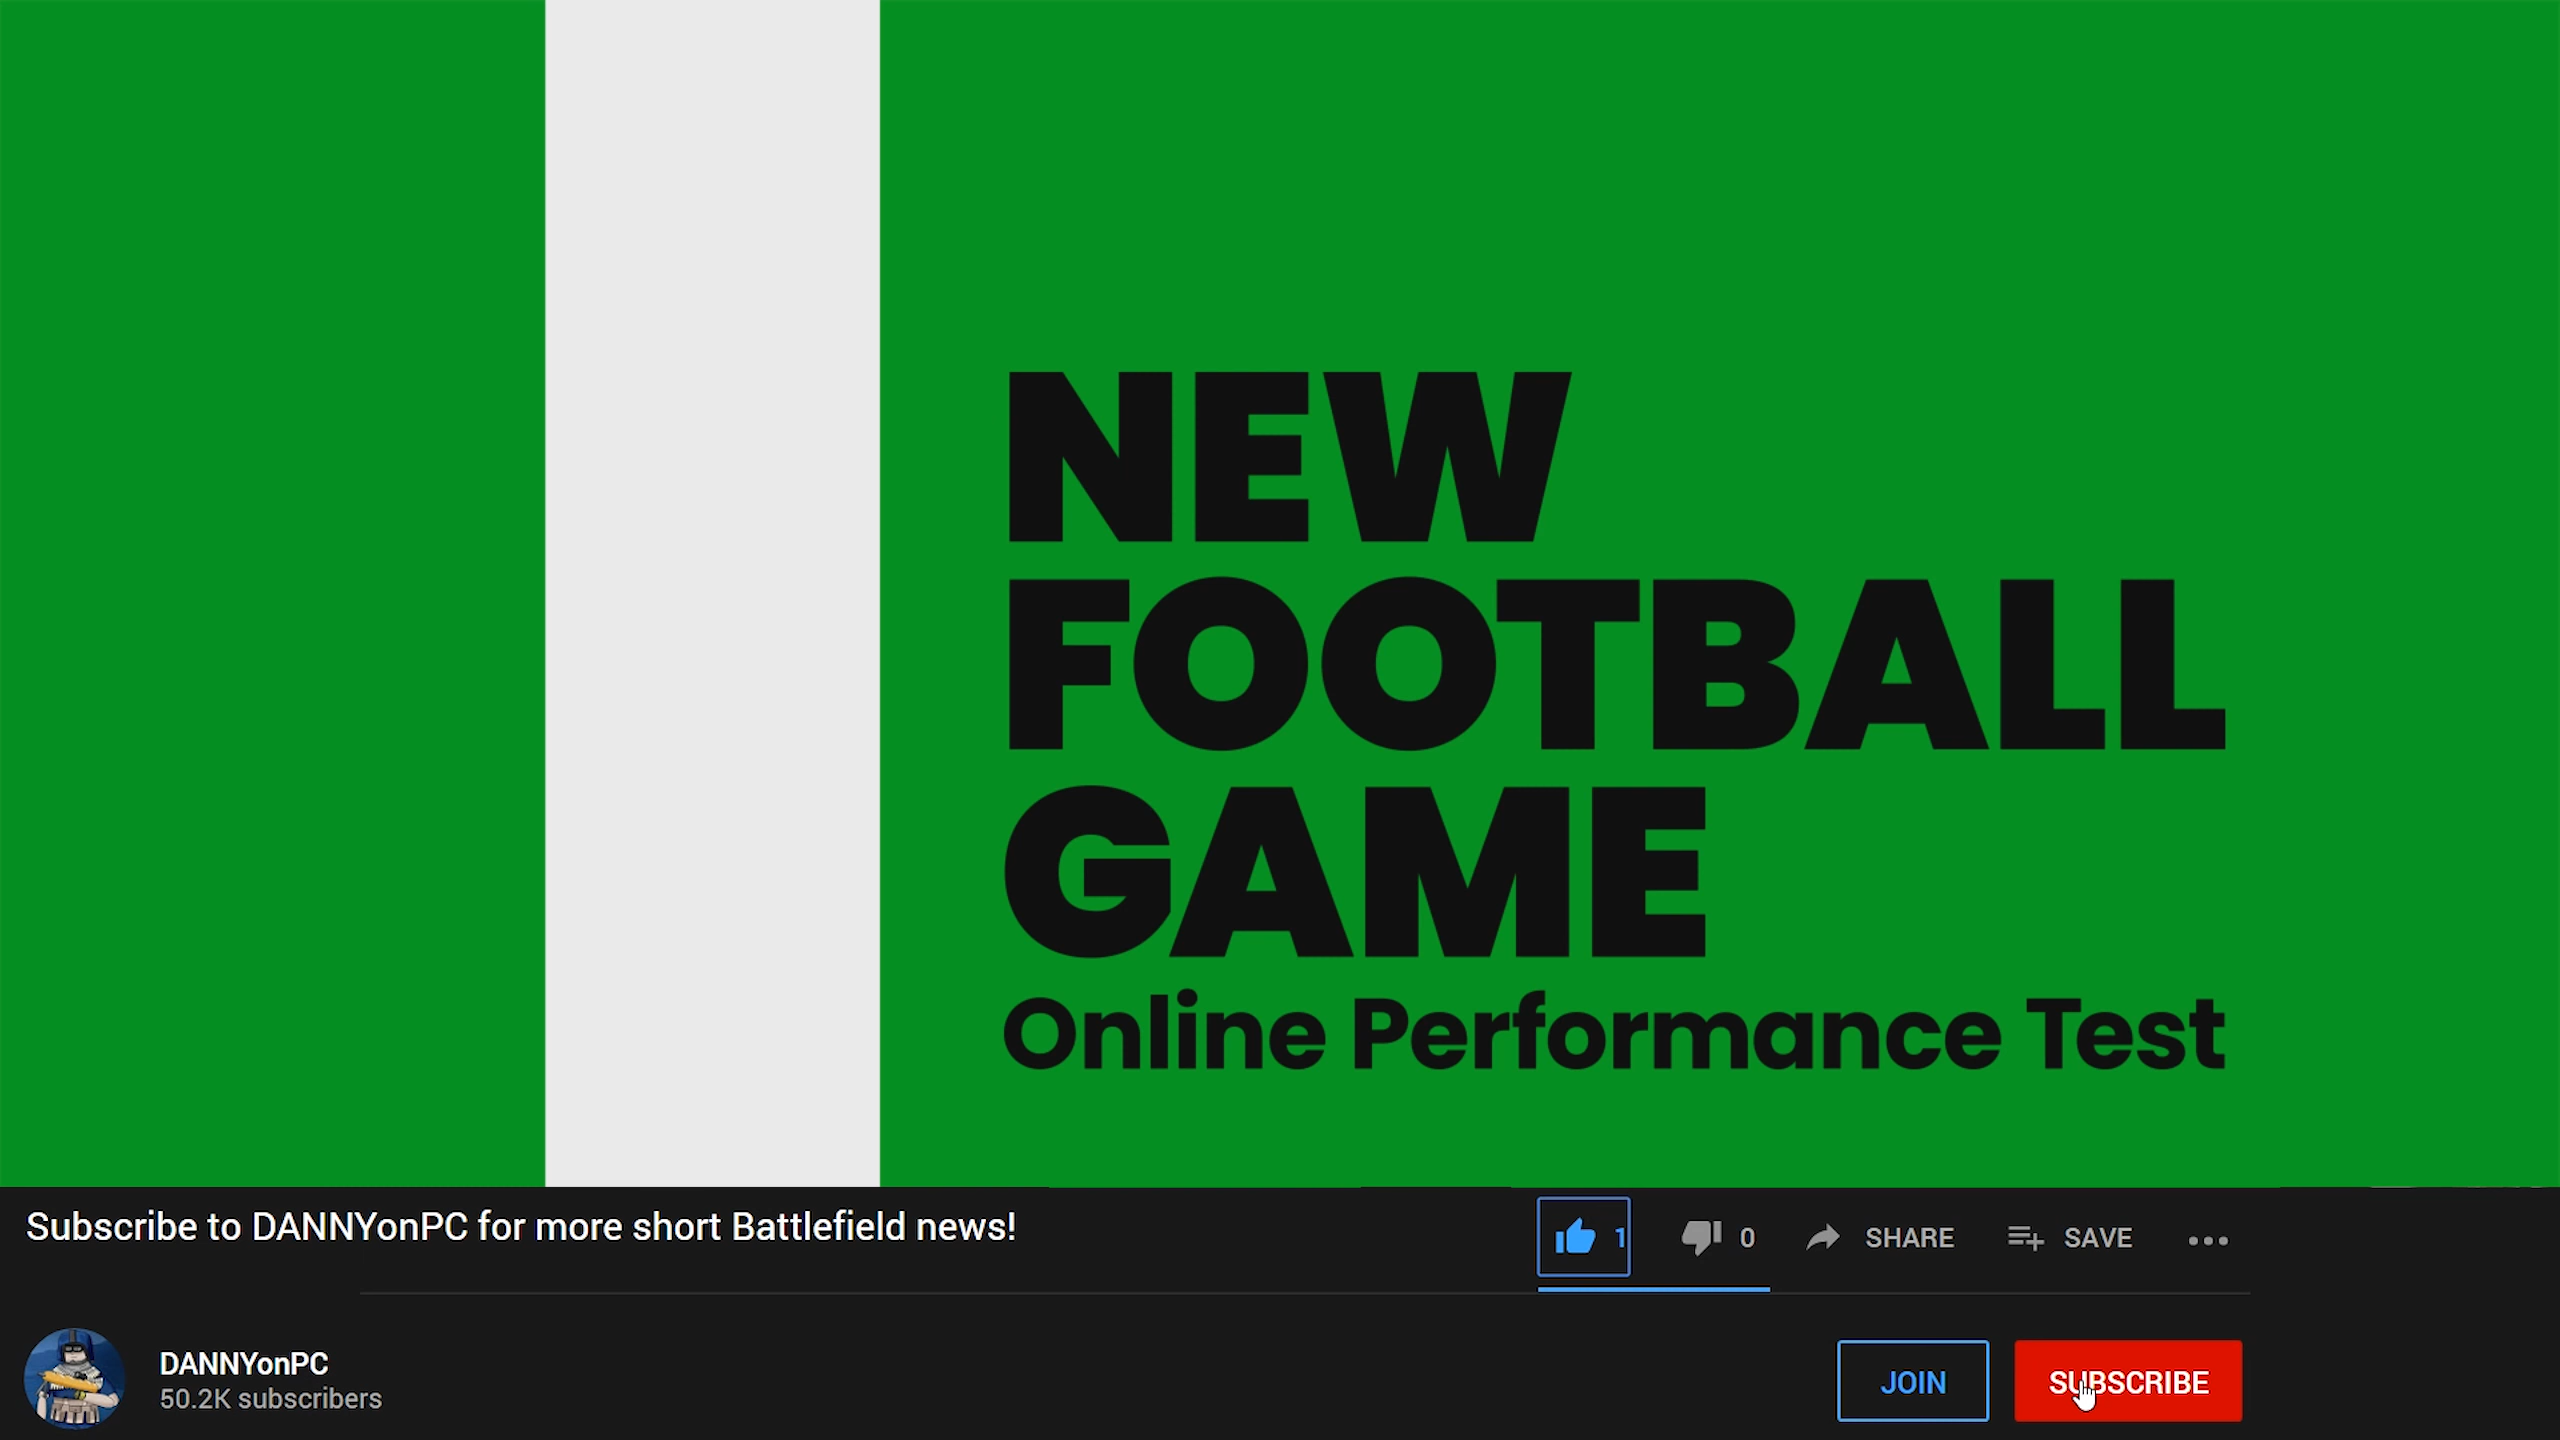 NEW
FOOTBALL
GAME
Online Performance Test
Subscribe to DANNYonPC for more short Battlefield news!
1
0
SHARE
SAVE
DANNYonPC
50.2K subscribers
JOIN
SUBSCRIBE